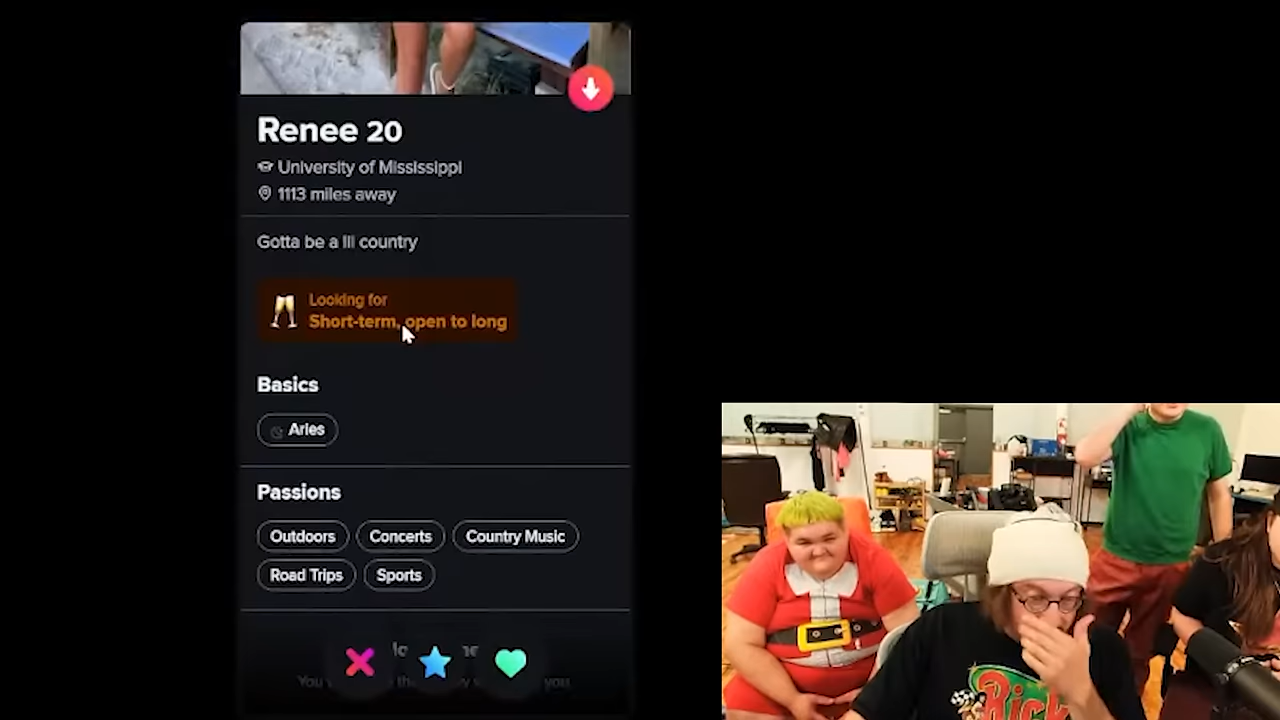 Renee 20
University of Mississippi
1113 miles away
Gotta be a lil country
Looking for
Short-term, open to long
Basics
Aries
Passions
Outdoors
Concerts
Country Music
Road Trips
Sports